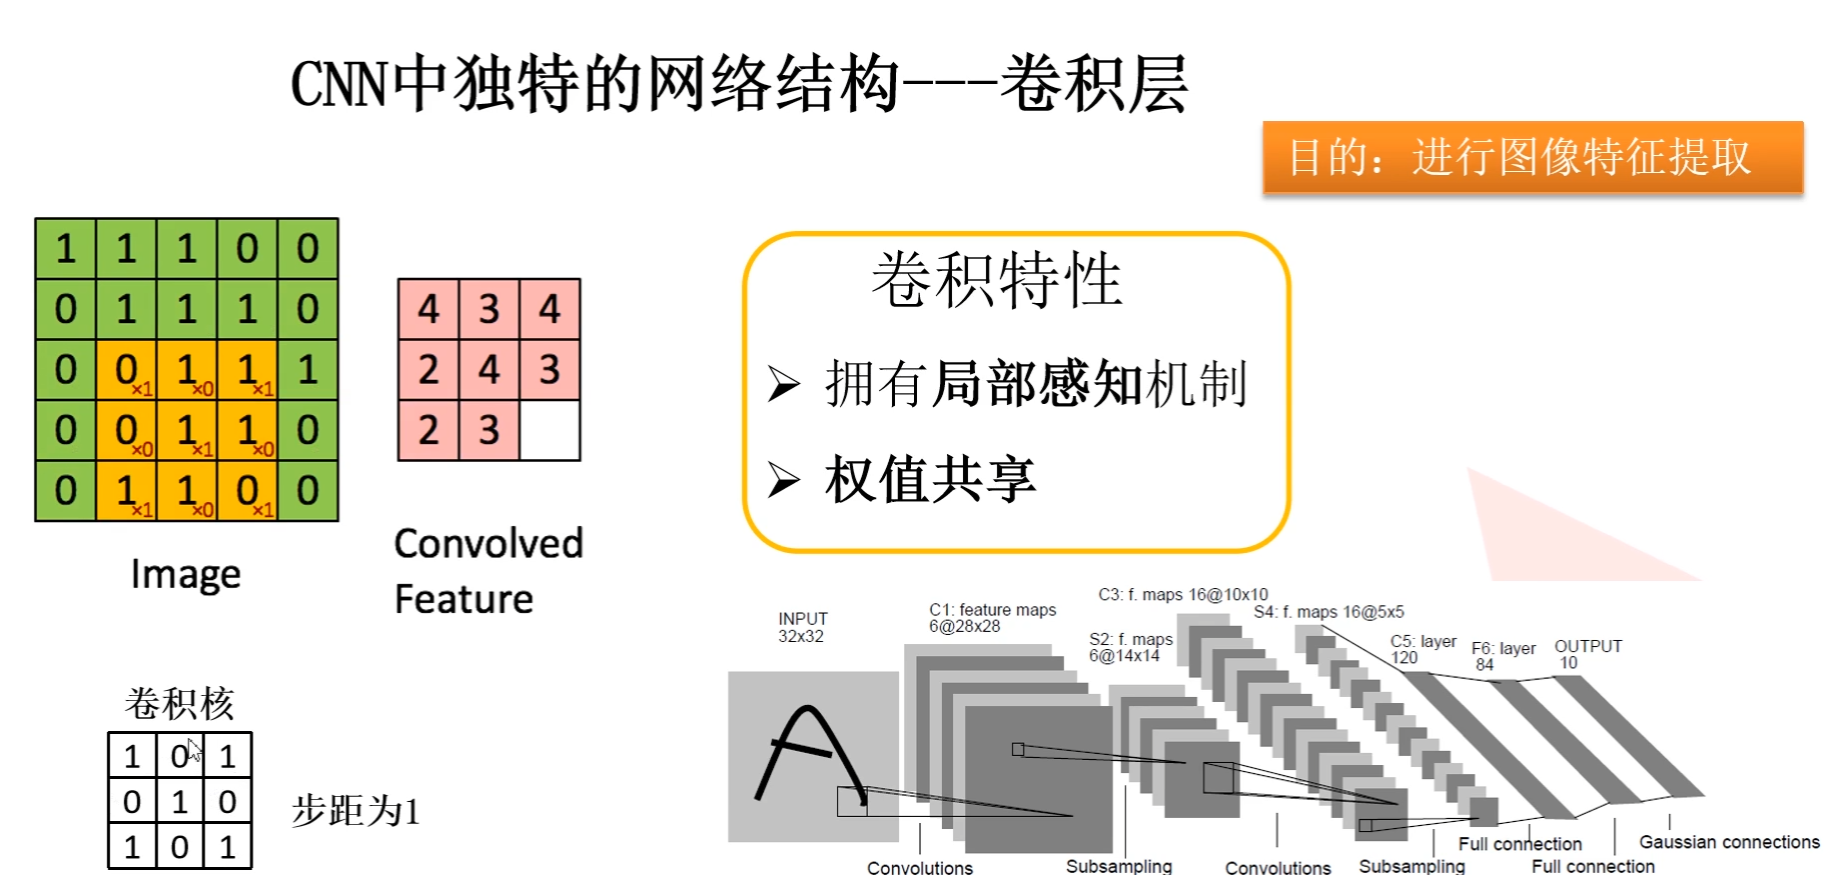 CNN中独特的网络结构---卷积层
目的：进行图像特征提取
1 1 1 0 0
0 1 1 1 0
0 0×1 1×0 1×1 1
0 0×0 1×1 1×0 0
0 1×1 1×0 0×1 0
Image
4 3 4
2 4 3
2 3
Convolved
Feature
卷积特性
➢ 拥有局部感知机制
➢ 权值共享
卷积核
1 0 1
0 1 0
1 0 1
步距为1
INPUT
32x32
C1: feature maps
6@28x28
S2: f. maps
6@14x14
C3: f. maps 16@10x10
S4: f. maps 16@5x5
C5: layer
120
F6: layer
84
OUTPUT
10
Convolutions
Subsampling
Convolutions
Subsampling
Full connection
Full connection
Gaussian connections